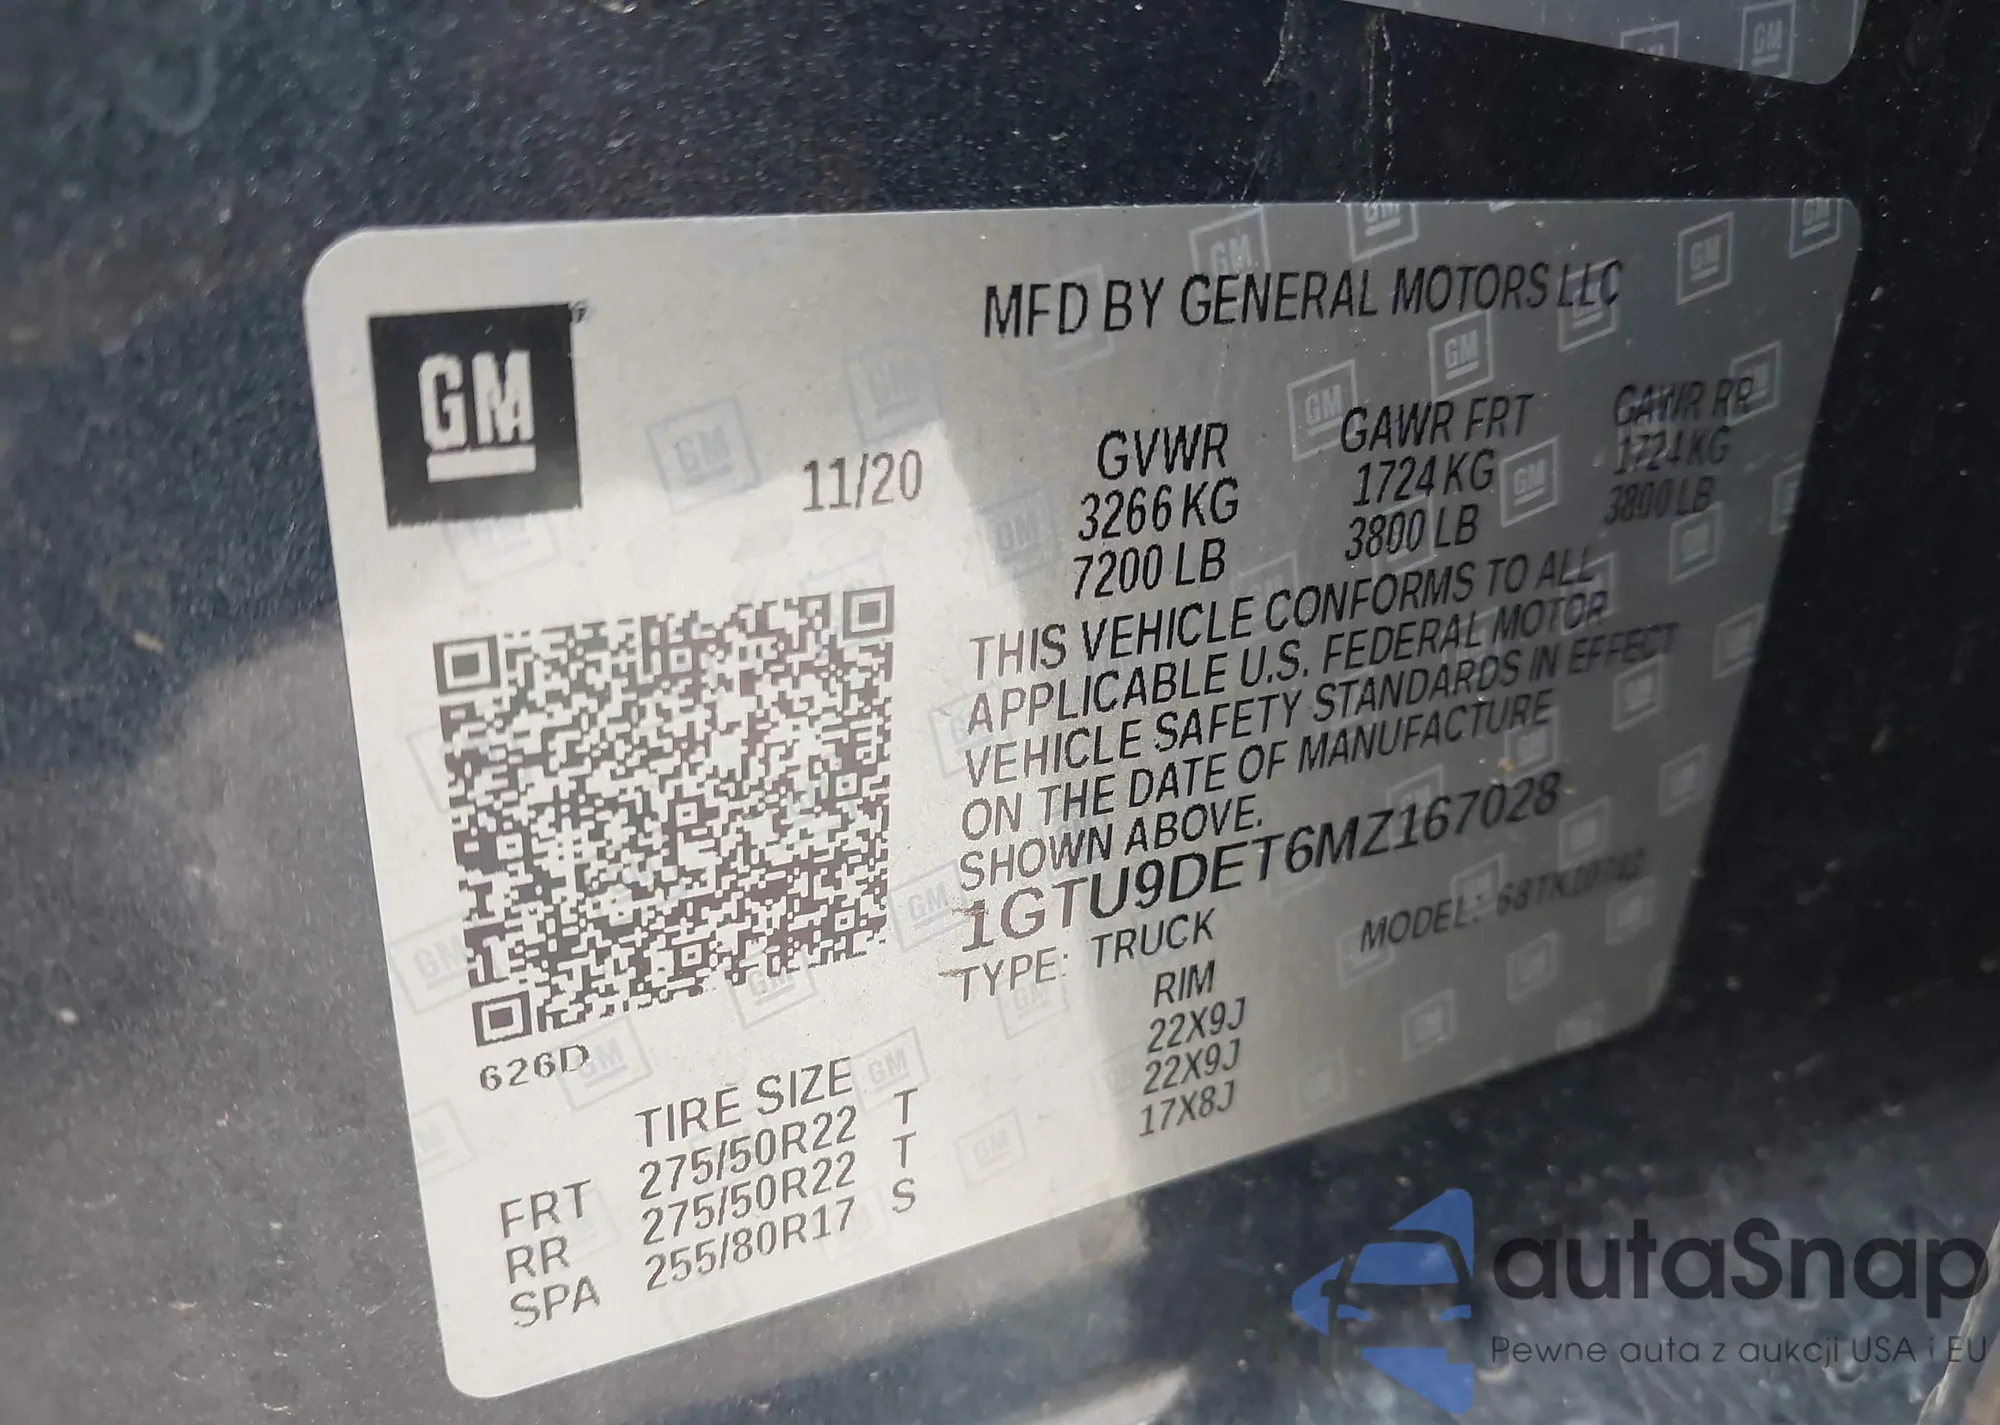 GM
MFD BY GENERAL MOTORS LLC
11/20
GVWR GAWR FRT GAWR RR
3266 KG 1724 KG 1724 KG
7200 LB 3800 LB 3800 LB
THIS VEHICLE CONFORMS TO ALL
APPLICABLE U.S. FEDERAL MOTOR
VEHICLE SAFETY STANDARDS IN EFFECT
ON THE DATE OF MANUFACTURE
SHOWN ABOVE.
1GTU9DET6MZ167028
TYPE: TRUCK MODEL:
626D
TIRE SIZE RIM
FRT 275/50R22 T 22X9J
RR 275/50R22 T 22X9J
SPA 255/80R17 S 17X8J
autaSnap
Pewne auta z aukcji USA i EU